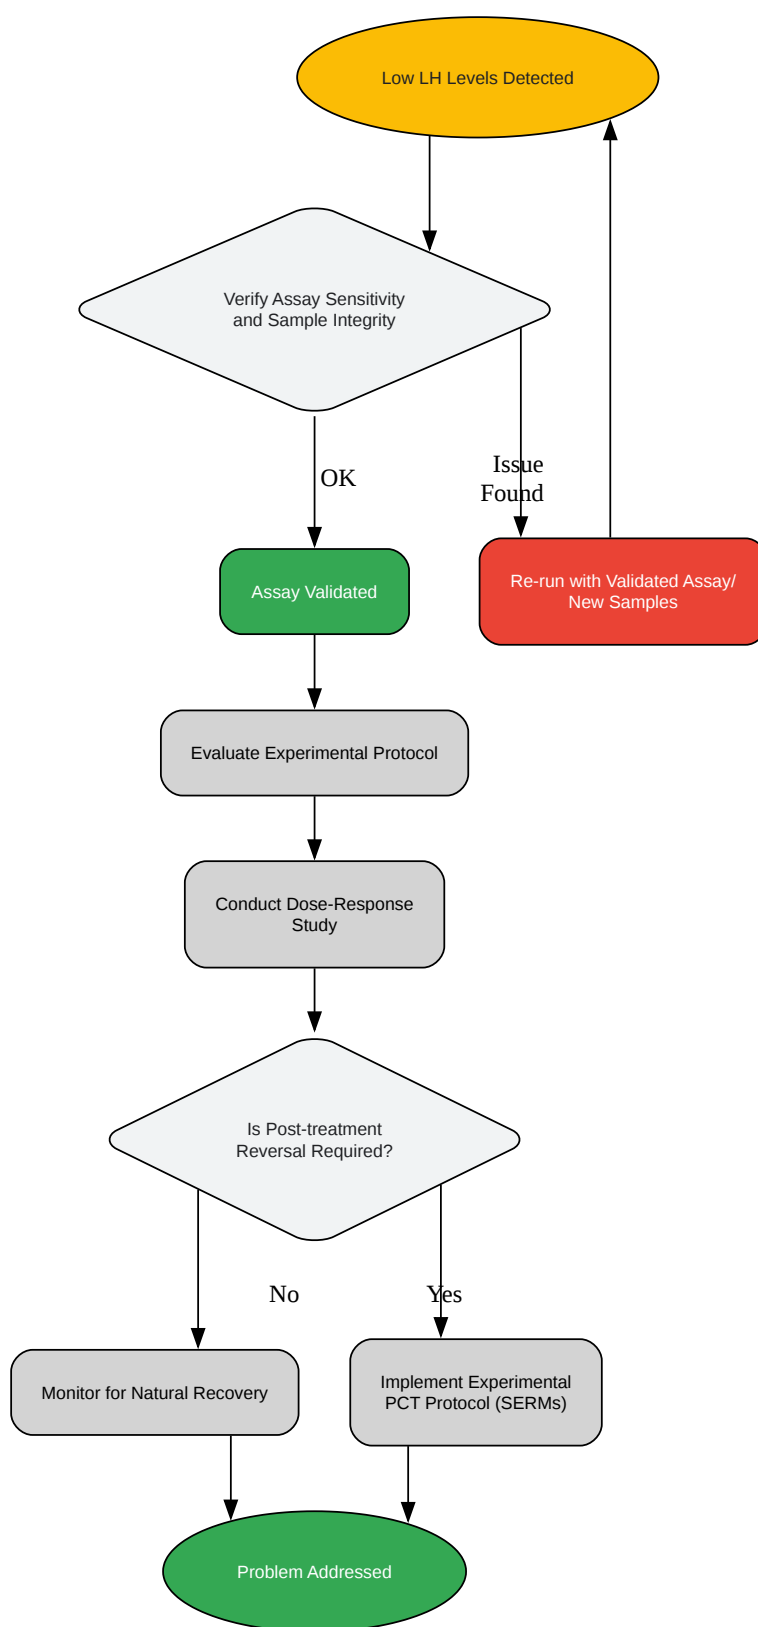 Low LH Levels Detected
Verify Assay Sensitivity
and Sample Integrity
OK
Issue
Found
Assay Validated
Re-run with Validated Assay/
New Samples
Evaluate Experimental Protocol
Conduct Dose-Response
Study
Is Post-treatment
Reversal Required?
No
Yes
Monitor for Natural Recovery
Implement Experimental
PCT Protocol (SERMs)
Problem Addressed